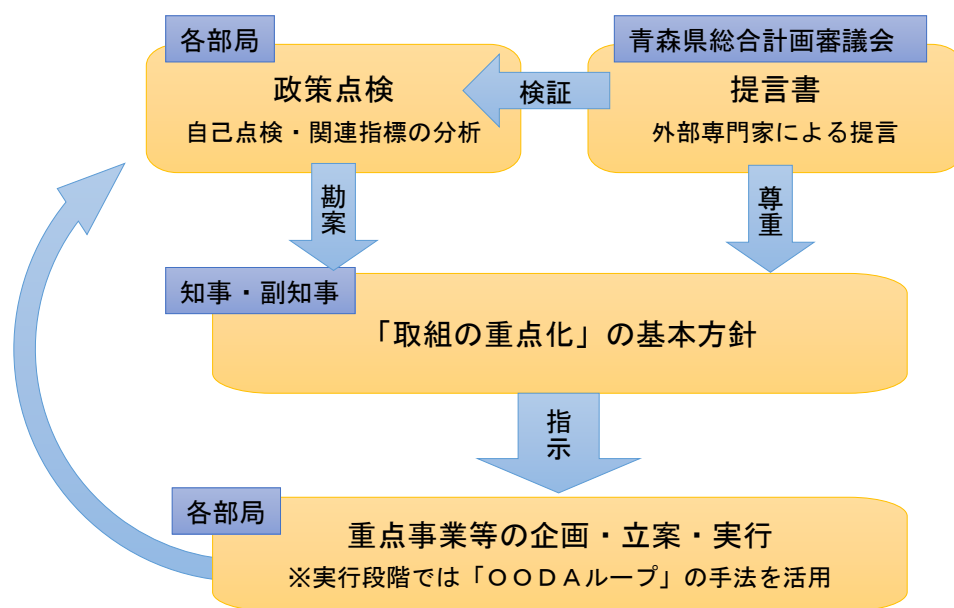 各部局
政策点検
自己点検・関連指標の分析
検証
青森県総合計画審議会
提言書
外部専門家による提言
勘案
尊重
知事・副知事
「取組の重点化」の基本方針
指示
各部局
重点事業等の企画・立案・実行
※実行段階では「ＯＯＤＡループ」の手法を活用